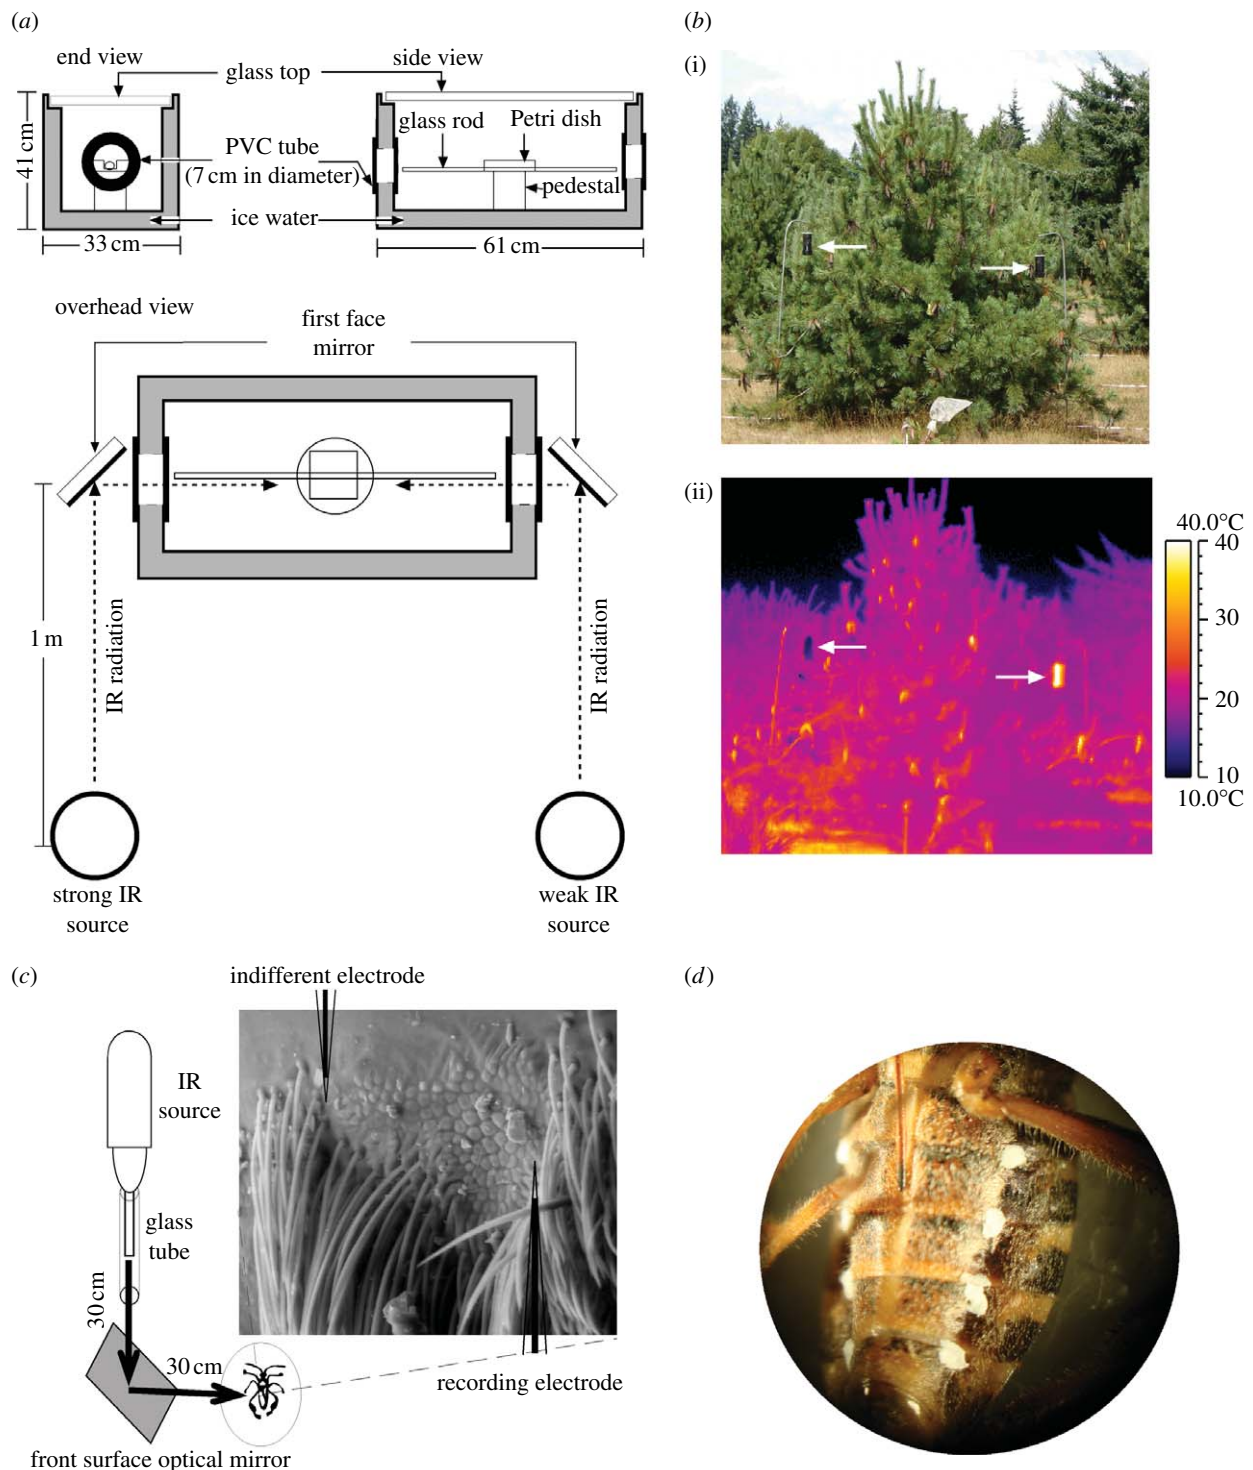 (a)
end view
glass top
side view
41 cm
PVC tube
(7 cm in diameter)
glass rod
Petri dish
pedestal
ice water
33 cm
61 cm
overhead view
first face
mirror
1 m
IR radiation
IR radiation
strong IR
source
weak IR
source
(b)
(i)
(ii)
40.0°C
40
30
20
10
10.0°C
(c)
indifferent electrode
IR
source
glass
tube
30 cm
30 cm
recording electrode
front surface optical mirror
(d)